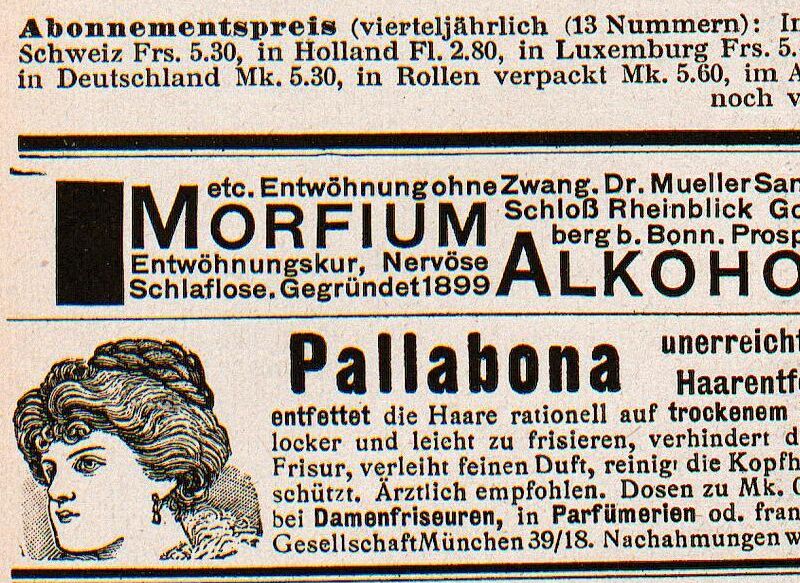 Abonnementspreis (vierteljährlich (13 Nummern): In
Schweiz Frs. 5.30, in Holland Fl. 2.80, in Luxemburg Frs. 5.
in Deutschland Mk. 5.30, in Rollen verpackt Mk. 5.60, im A
noch v
MORFIUM etc. Entwöhnung ohne Zwang. Dr. Mueller San
Schloß Rheinblick Go
berg b. Bonn. Prosp
Entwöhnungskur, Nervöse ALKOHO
Schlaflose. Gegründet 1899
Pallabona unerreicht
Haarentf
entfettet die Haare rationell auf trockenem
locker und leicht zu frisieren, verhindert d
Frisur, verleiht feinen Duft, reinigt die Kopfh
schützt. Ärztlich empfohlen. Dosen zu Mk.
bei Damenfriseuren, in Parfümerien od. fran
Gesellschaft München 39/18. Nachahmungen w